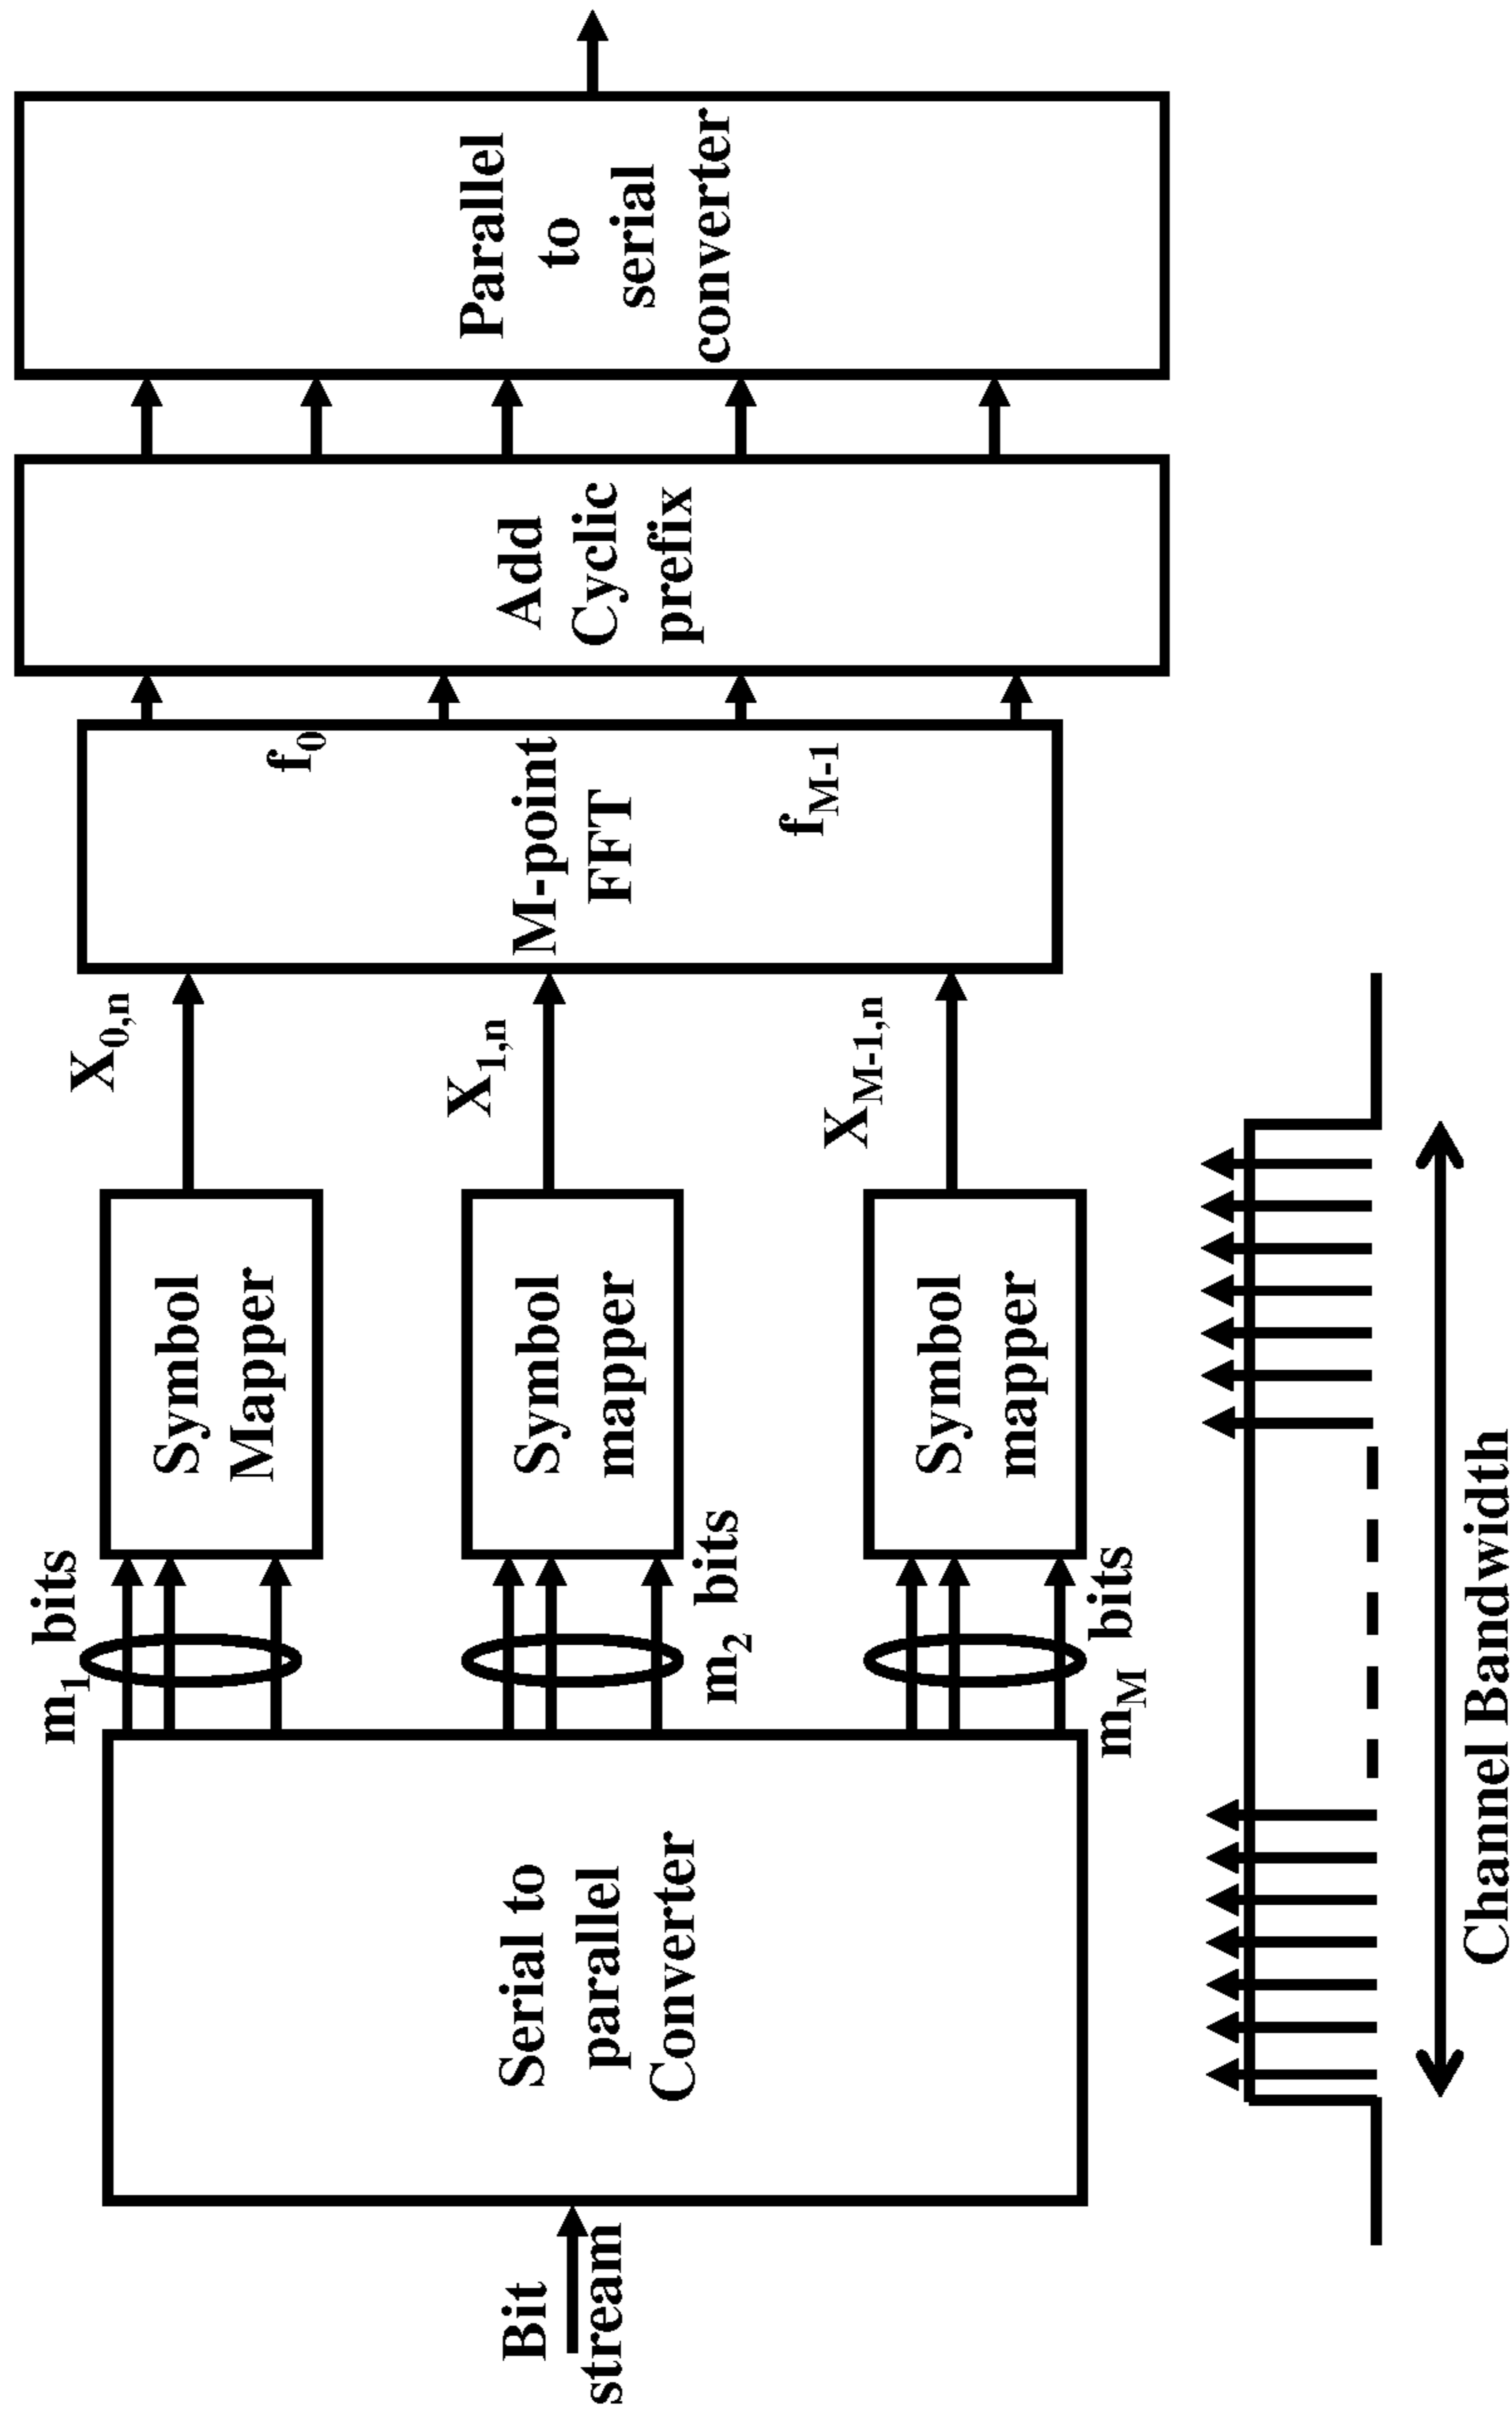 Bit
stream
Serial to
parallel
Converter
m1 bits
m2 bits
mM bits
Symbol
Mapper
Symbol
mapper
Symbol
mapper
X0,n
X1,n
XM-1,n
f0
M-point
FFT
fM-1
Add
Cyclic
prefix
Parallel
to
serial
converter
Channel Bandwidth